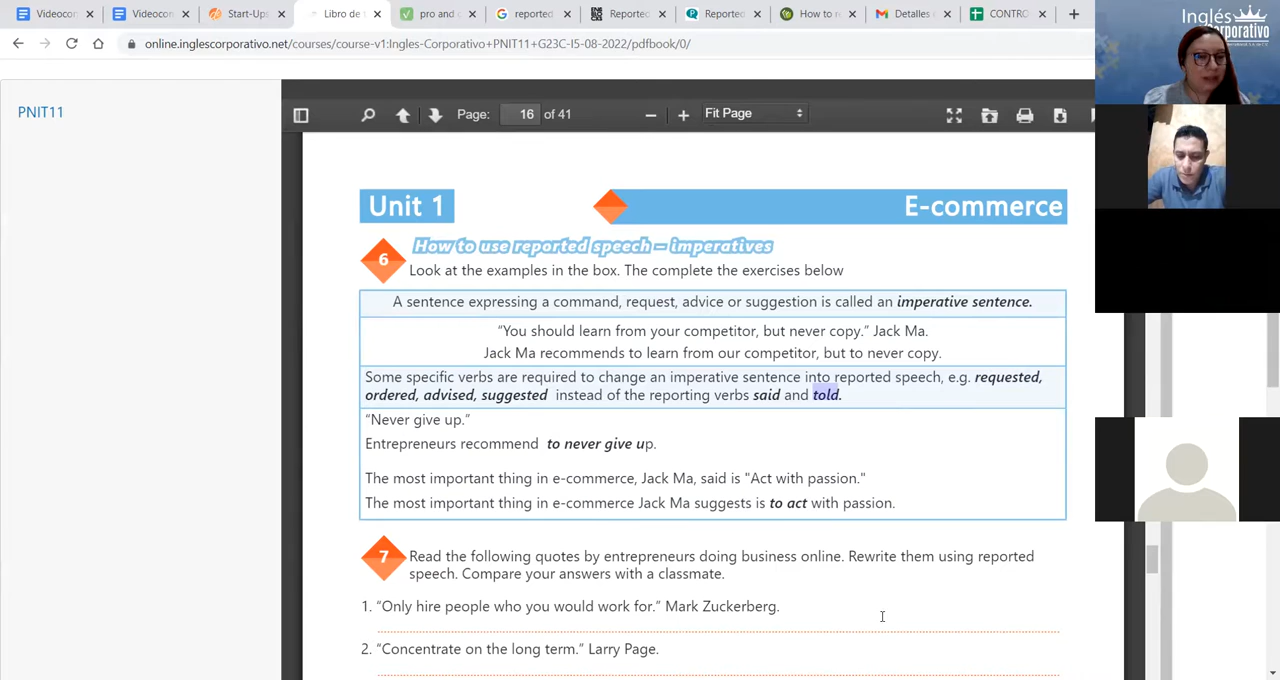 Videocon
Videocon
Start-Ups
Libro de t
pro and c
reported
Reported
Reported
How to r
Detalles
CONTRO
online.inglescorporativo.net/courses/course-v1:Ingles-Corporativo+PNIT11+G23C-I5-08-2022/pdfbook/0/
Inglés
Corporativo
PNIT11
Page: 16 of 41
Fit Page
Unit 1
E-commerce
6
How to use reported speech – imperatives
Look at the examples in the box. The complete the exercises below
A sentence expressing a command, request, advice or suggestion is called an imperative sentence.
“You should learn from your competitor, but never copy.” Jack Ma.
Jack Ma recommends to learn from our competitor, but to never copy.
Some specific verbs are required to change an imperative sentence into reported speech, e.g. requested,
ordered, advised, suggested instead of the reporting verbs said and told.
“Never give up.”
Entrepreneurs recommend to never give up.
The most important thing in e-commerce, Jack Ma, said is "Act with passion."
The most important thing in e-commerce Jack Ma suggests is to act with passion.
7
Read the following quotes by entrepreneurs doing business online. Rewrite them using reported
speech. Compare your answers with a classmate.
1. “Only hire people who you would work for.” Mark Zuckerberg.
2. “Concentrate on the long term.” Larry Page.